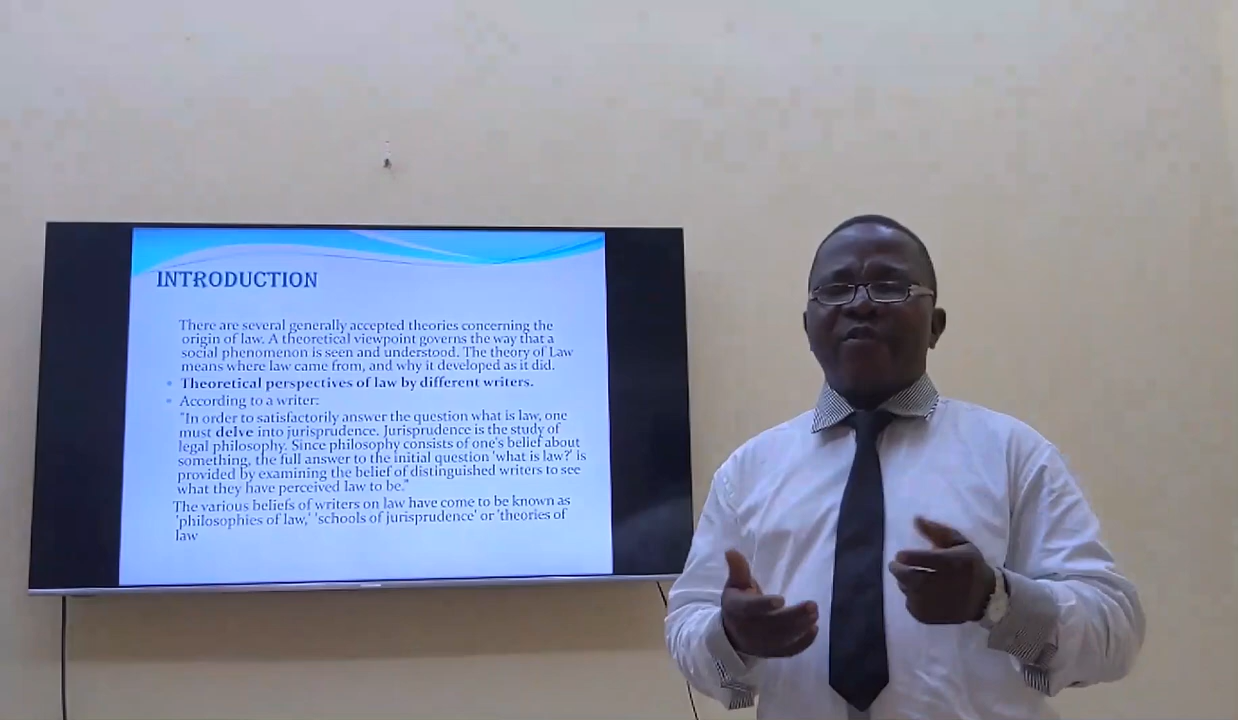 INTRODUCTION
There are several generally accepted theories concerning the
origin of law. A theoretical viewpoint governs the way that a
social phenomenon is seen and understood. The theory of Law
means where law came from, and why it developed as it did.
• Theoretical perspectives of law by different writers.
• According to a writer:
"In order to satisfactorily answer the question what is law, one
must delve into jurisprudence. Jurisprudence is the study of
legal philosophy. Since philosophy consists of one's belief about
something, the full answer to the initial question 'what is law?' is
provided by examining the belief of distinguished writers to see
what they have perceived law to be."
The various beliefs of writers on law have come to be known as
'philosophies of law,' 'schools of jurisprudence' or 'theories of
law